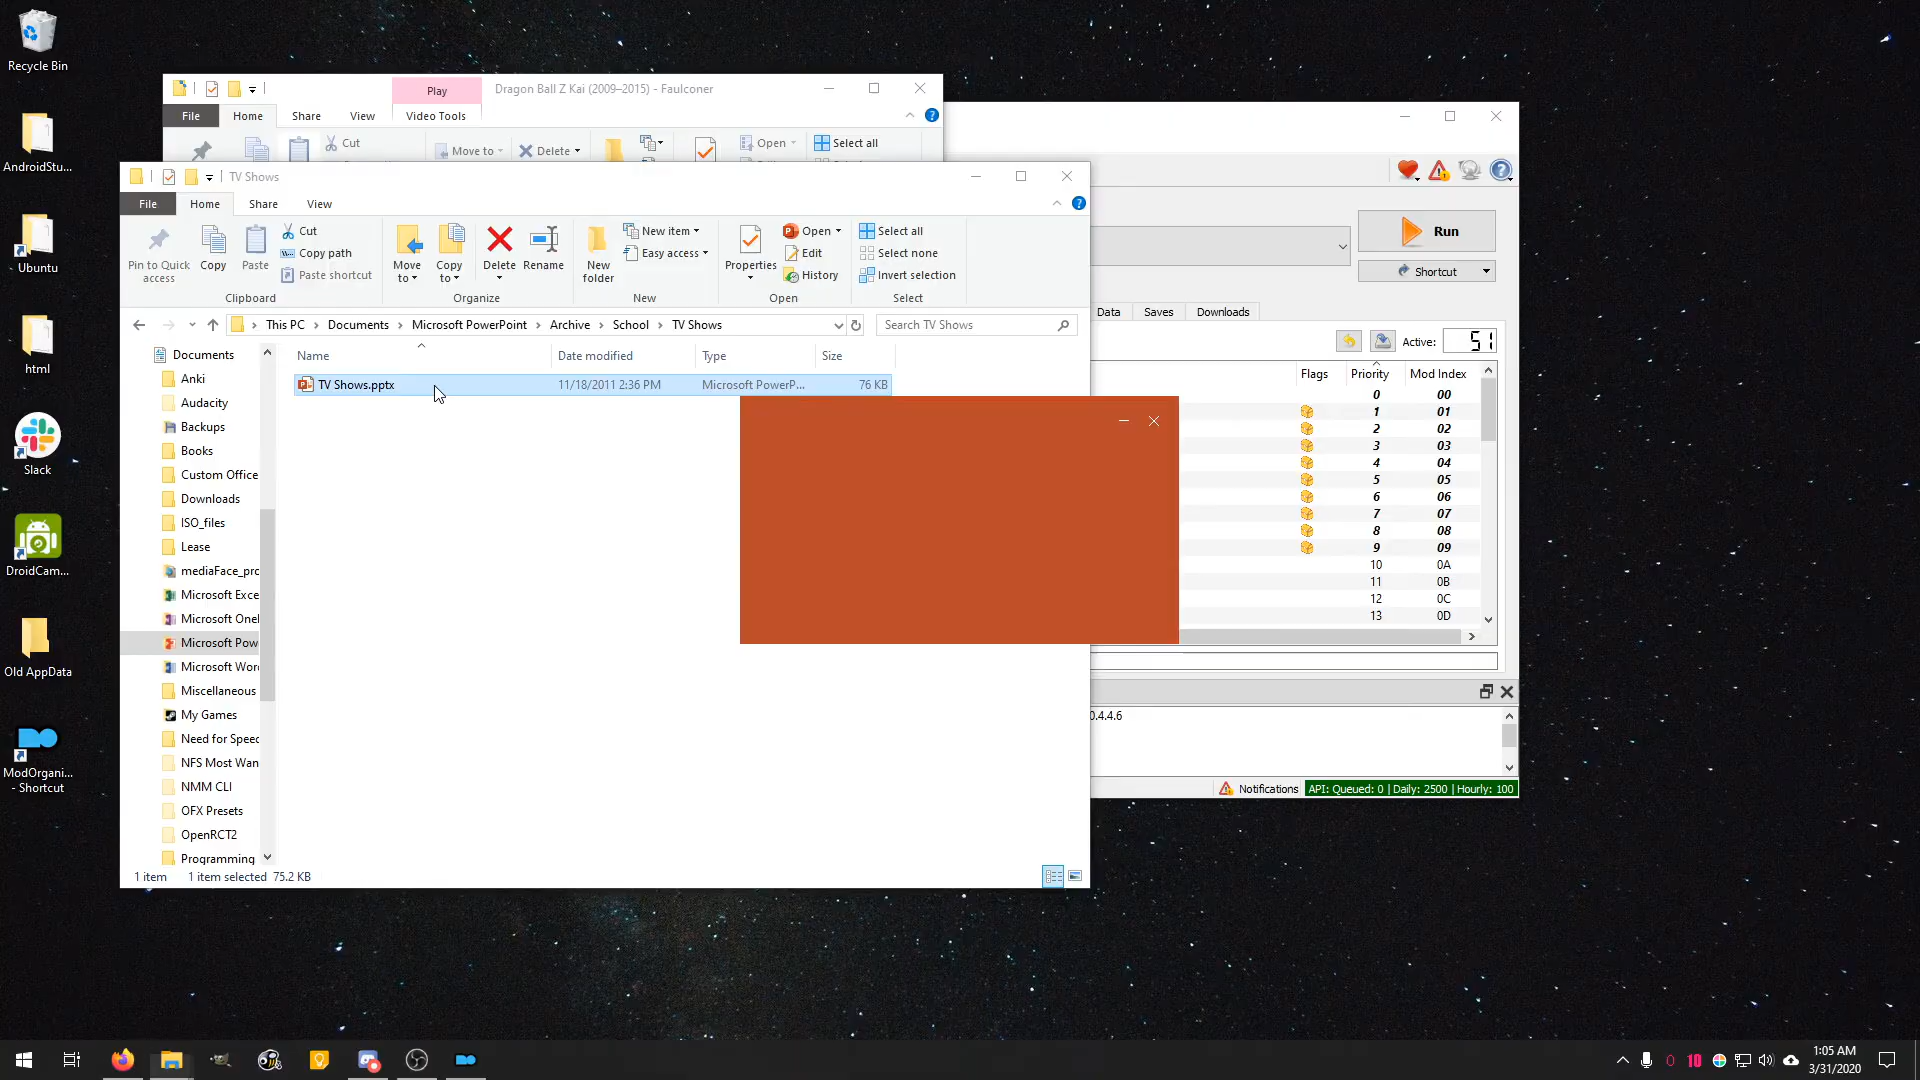 Recycle Bin
AndroidStu...
Ubuntu
html
Slack
DroidCam...
Old AppData
ModOrgani...
- Shortcut
Play
Dragon Ball Z Kai (2009–2015) - Faulconer
File
Home
Share
View
Video Tools
Cut
Move to
Delete
Open
Select all
TV Shows
File
Home
Share
View
Pin to Quick
access
Copy
Paste
Cut
Copy path
Paste shortcut
Clipboard
Move
to
Copy
to
Delete
Rename
Organize
New
folder
New item
Easy access
New
Properties
Open
Edit
History
Open
Select all
Select none
Invert selection
Select
This PC
Documents
Microsoft PowerPoint
Archive
School
TV Shows
Search TV Shows
Name
Date modified
Type
Size
TV Shows.pptx
11/18/2011 2:36 PM
Microsoft PowerP...
76 KB
Documents
Anki
Audacity
Backups
Books
Custom Office
Downloads
ISO_files
Lease
mediaFace_pro
Microsoft Exce
Microsoft Onel
Microsoft Pow
Microsoft Wor
Miscellaneous
My Games
Need for Speed
NFS Most Wan
NMM CLI
OFX Presets
OpenRCT2
Programming
1 item
1 item selected 75.2 KB
Run
Shortcut
Data
Saves
Downloads
Active:
51
Flags
Priority
Mod Index
0 00
1 01
2 02
3 03
4 04
5 05
6 06
7 07
8 08
9 09
10 0A
11 0B
12 0C
13 0D
0.4.4.6
Notifications
API: Queued: 0 | Daily: 2500 | Hourly: 100
0
10
1:05 AM
3/31/2020